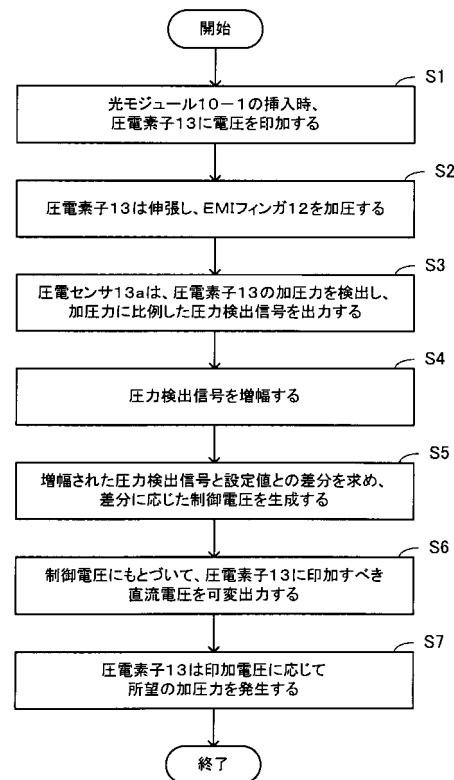 開始
S1
光モジュール10-1の挿入時、
圧電素子13に電圧を印加する
S2
圧電素子13は伸張し、EMIフィンガ12を加圧する
S3
圧電センサ13aは、圧電素子13の加圧力を検出し、
加圧力に比例した圧力検出信号を出力する
S4
圧力検出信号を増幅する
S5
増幅された圧力検出信号と設定値との差分を求め、
差分に応じた制御電圧を生成する
S6
制御電圧にもとづいて、圧電素子13に印加すべき
直流電圧を可変出力する
S7
圧電素子13は印加電圧に応じて
所望の加圧力を発生する
終了